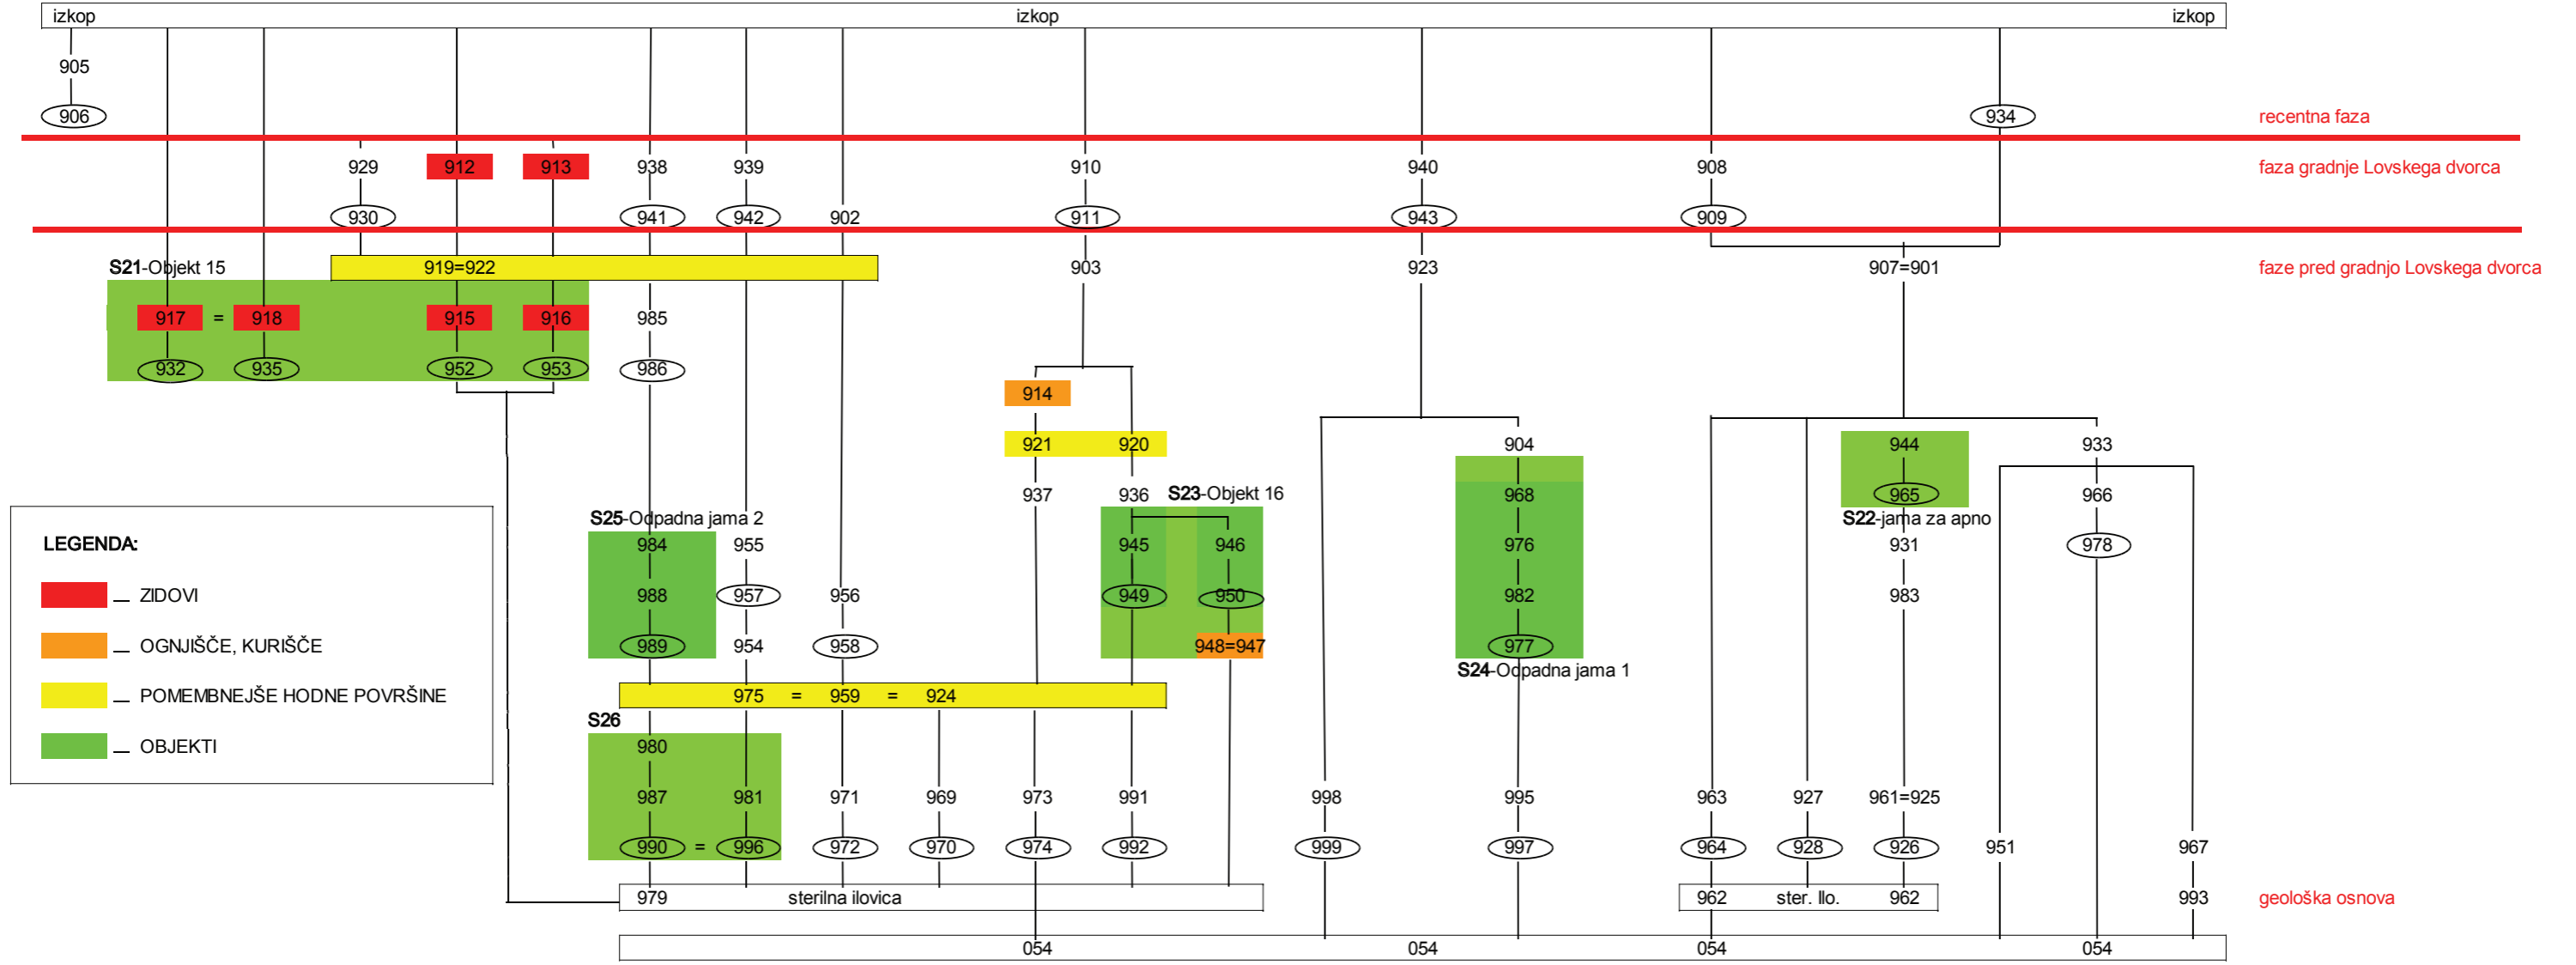 izkop izkop izkop
905
906 934 recentna faza
929 912 913 938 939 910 940 908 faza gradnje Lovskega dvorca
930 941 942 902 911 943 909
S21-Objekt 15 919=922 903 923 907=901 faze pred gradnjo Lovskega dvorca
917 = 918 915 916 985
932 935 952 953 986
914
921 920 904 944 933
937 936 S23-Objekt 16 968 965 966
S25-Odpadna jama 2 S22-jama za apno
LEGENDA: 984 955 945 946 976 931 978
ZIDOVI 988 957 956 949 950 982 983
OGNJIŠČE, KURIŠČE 989 954 958 948=947 977
S24-Odpadna jama 1
POMEMBNEJŠE HODNE POVRŠINE 975 = 959 = 924
S26
OBJEKTI 980
987 981 971 969 973 991 998 995 963 927 961=925
990 = 996 972 970 974 992 999 997 964 928 926 951 967
979 sterilna ilovica 962 ster. Ilo. 962 993 geološka osnova
054 054 054 054